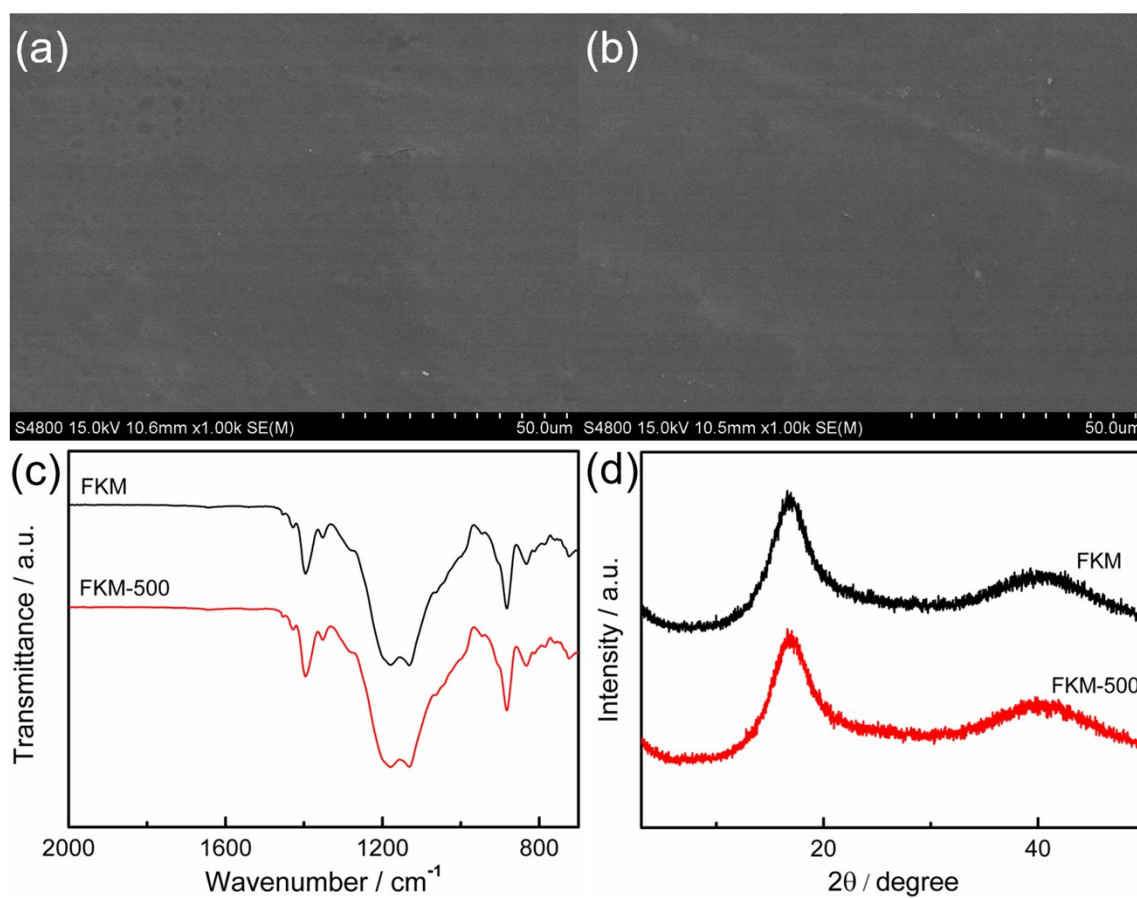 (a)
(b)
S4800 15.0kV 10.6mm x1.00k SE(M) 50.0um
S4800 15.0kV 10.5mm x1.00k SE(M) 50.0um
(c)
FKM
FKM-500
Transmittance / a.u.
2000 1600 1200 800
Wavenumber / cm⁻¹
(d)
FKM
FKM-500
Intensity / a.u.
20 40
2θ / degree